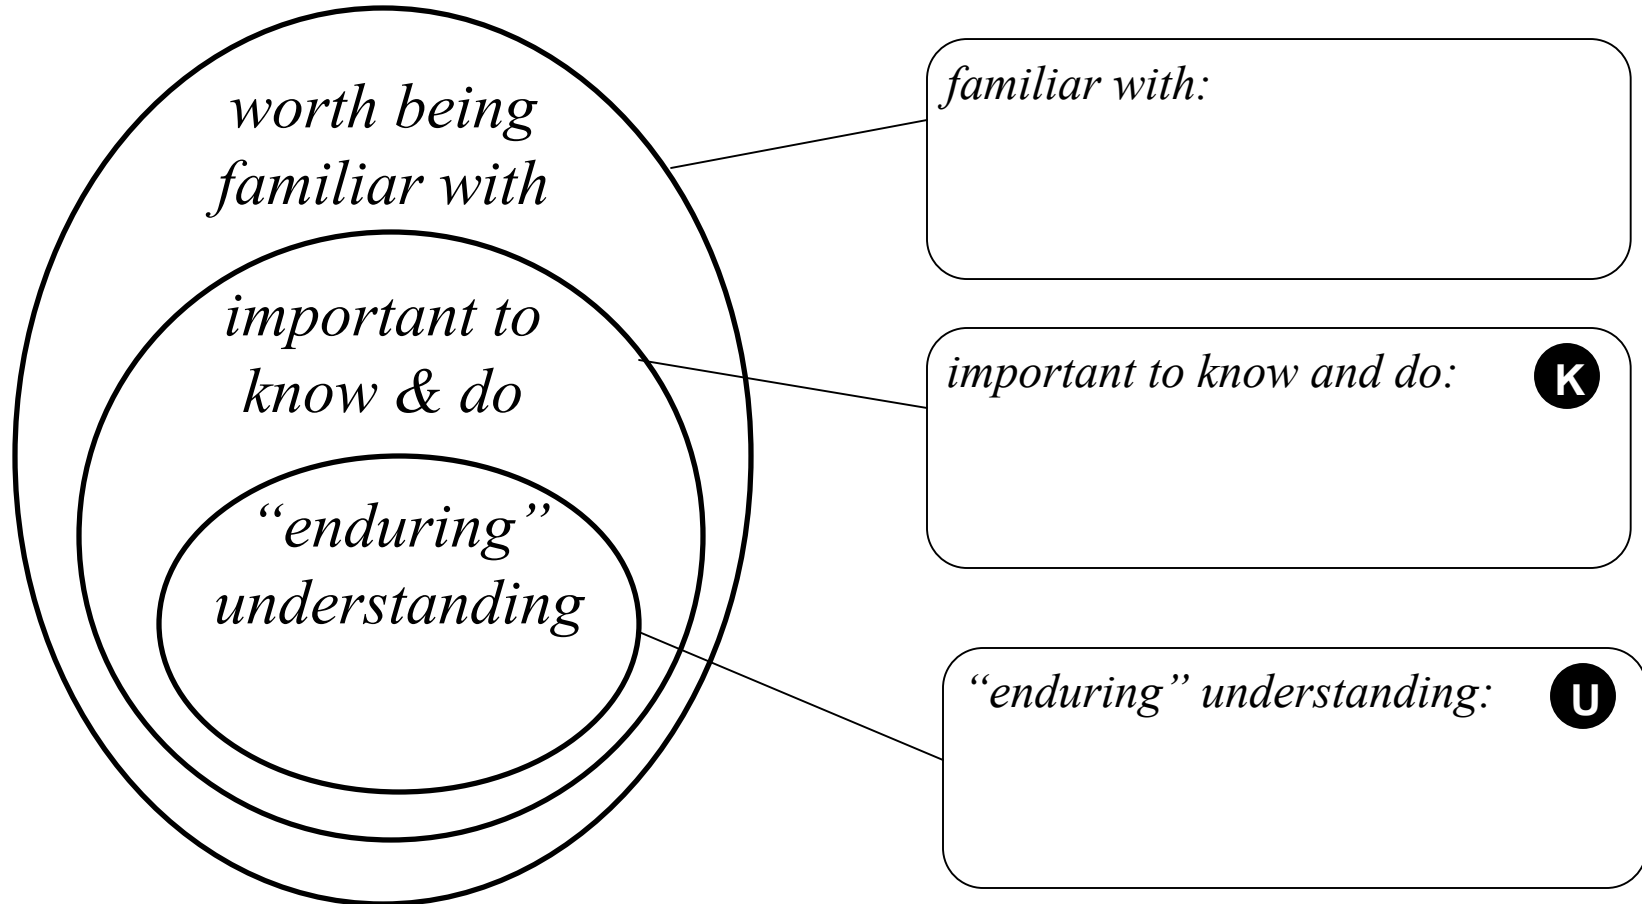 worth being
familiar with
important to
know & do
“enduring”
understanding
familiar with:
important to know and do:
K
“enduring” understanding:
U